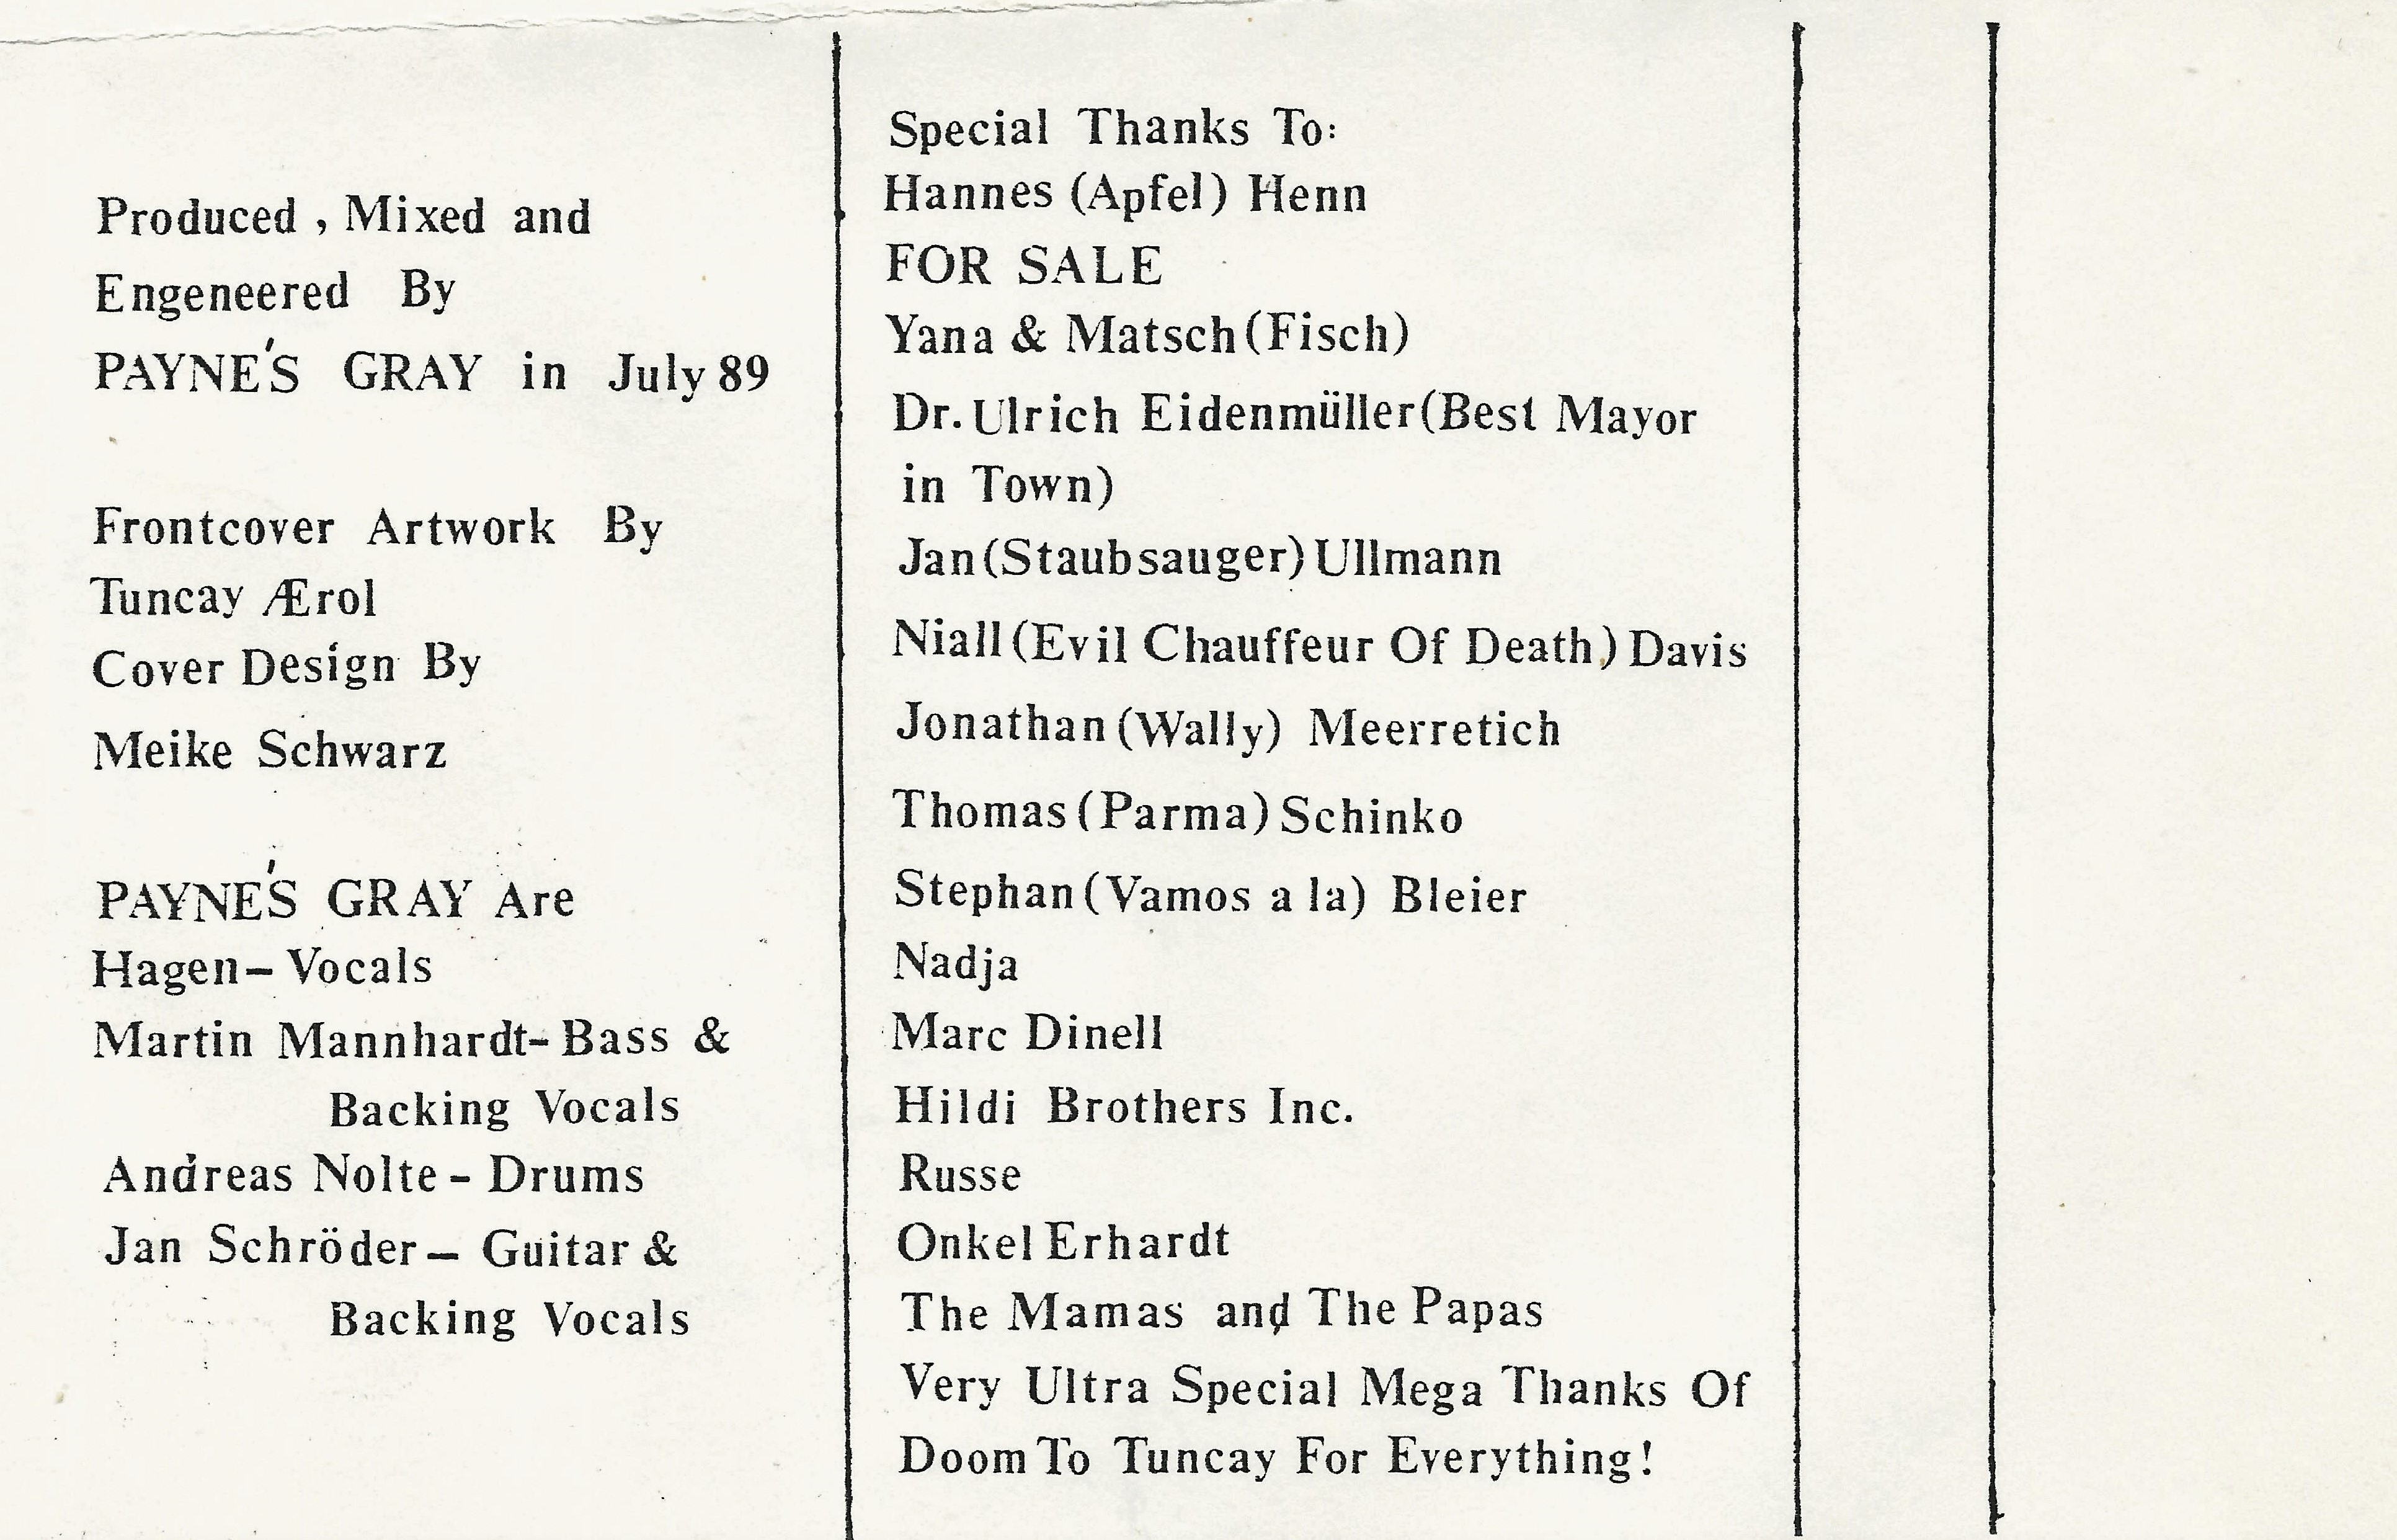 Produced , Mixed and
Engeneered By
PAYNE'S GRAY in July 89
Frontcover Artwork By
Tuncay Ærol
Cover Design By
Meike Schwarz
PAYNE'S GRAY Are
Hagen – Vocals
Martin Mannhardt – Bass &
Backing Vocals
Andreas Nolte – Drums
Jan Schröder – Guitar &
Backing Vocals
Special Thanks To:
Hannes (Apfel) Henn
FOR SALE
Yana & Matsch (Fisch)
Dr. Ulrich Eidenmüller (Best Mayor
in Town)
Jan (Staubsauger) Ullmann
Niall (Evil Chauffeur Of Death) Davis
Jonathan (Wally) Meerretich
Thomas (Parma) Schinko
Stephan (Vamos a la) Bleier
Nadja
Marc Dinell
Hildi Brothers Inc.
Russe
Onkel Erhardt
The Mamas and The Papas
Very Ultra Special Mega Thanks Of
Doom To Tuncay For Everything!